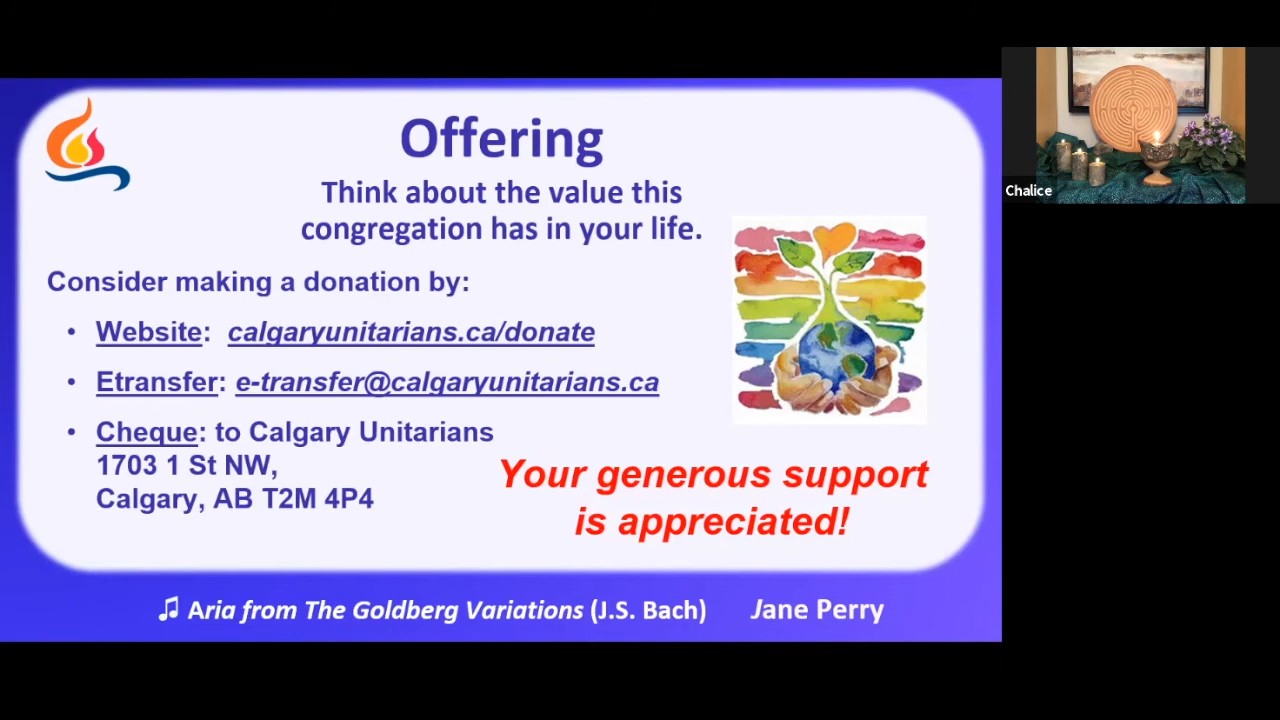 Offering
Think about the value this
congregation has in your life.
Consider making a donation by:
• Website: calgaryunitarians.ca/donate
• Etransfer: e-transfer@calgaryunitarians.ca
• Cheque: to Calgary Unitarians
1703 1 St NW,
Calgary, AB T2M 4P4
Your generous support
is appreciated!
♫ Aria from The Goldberg Variations (J.S. Bach) Jane Perry
Chalice